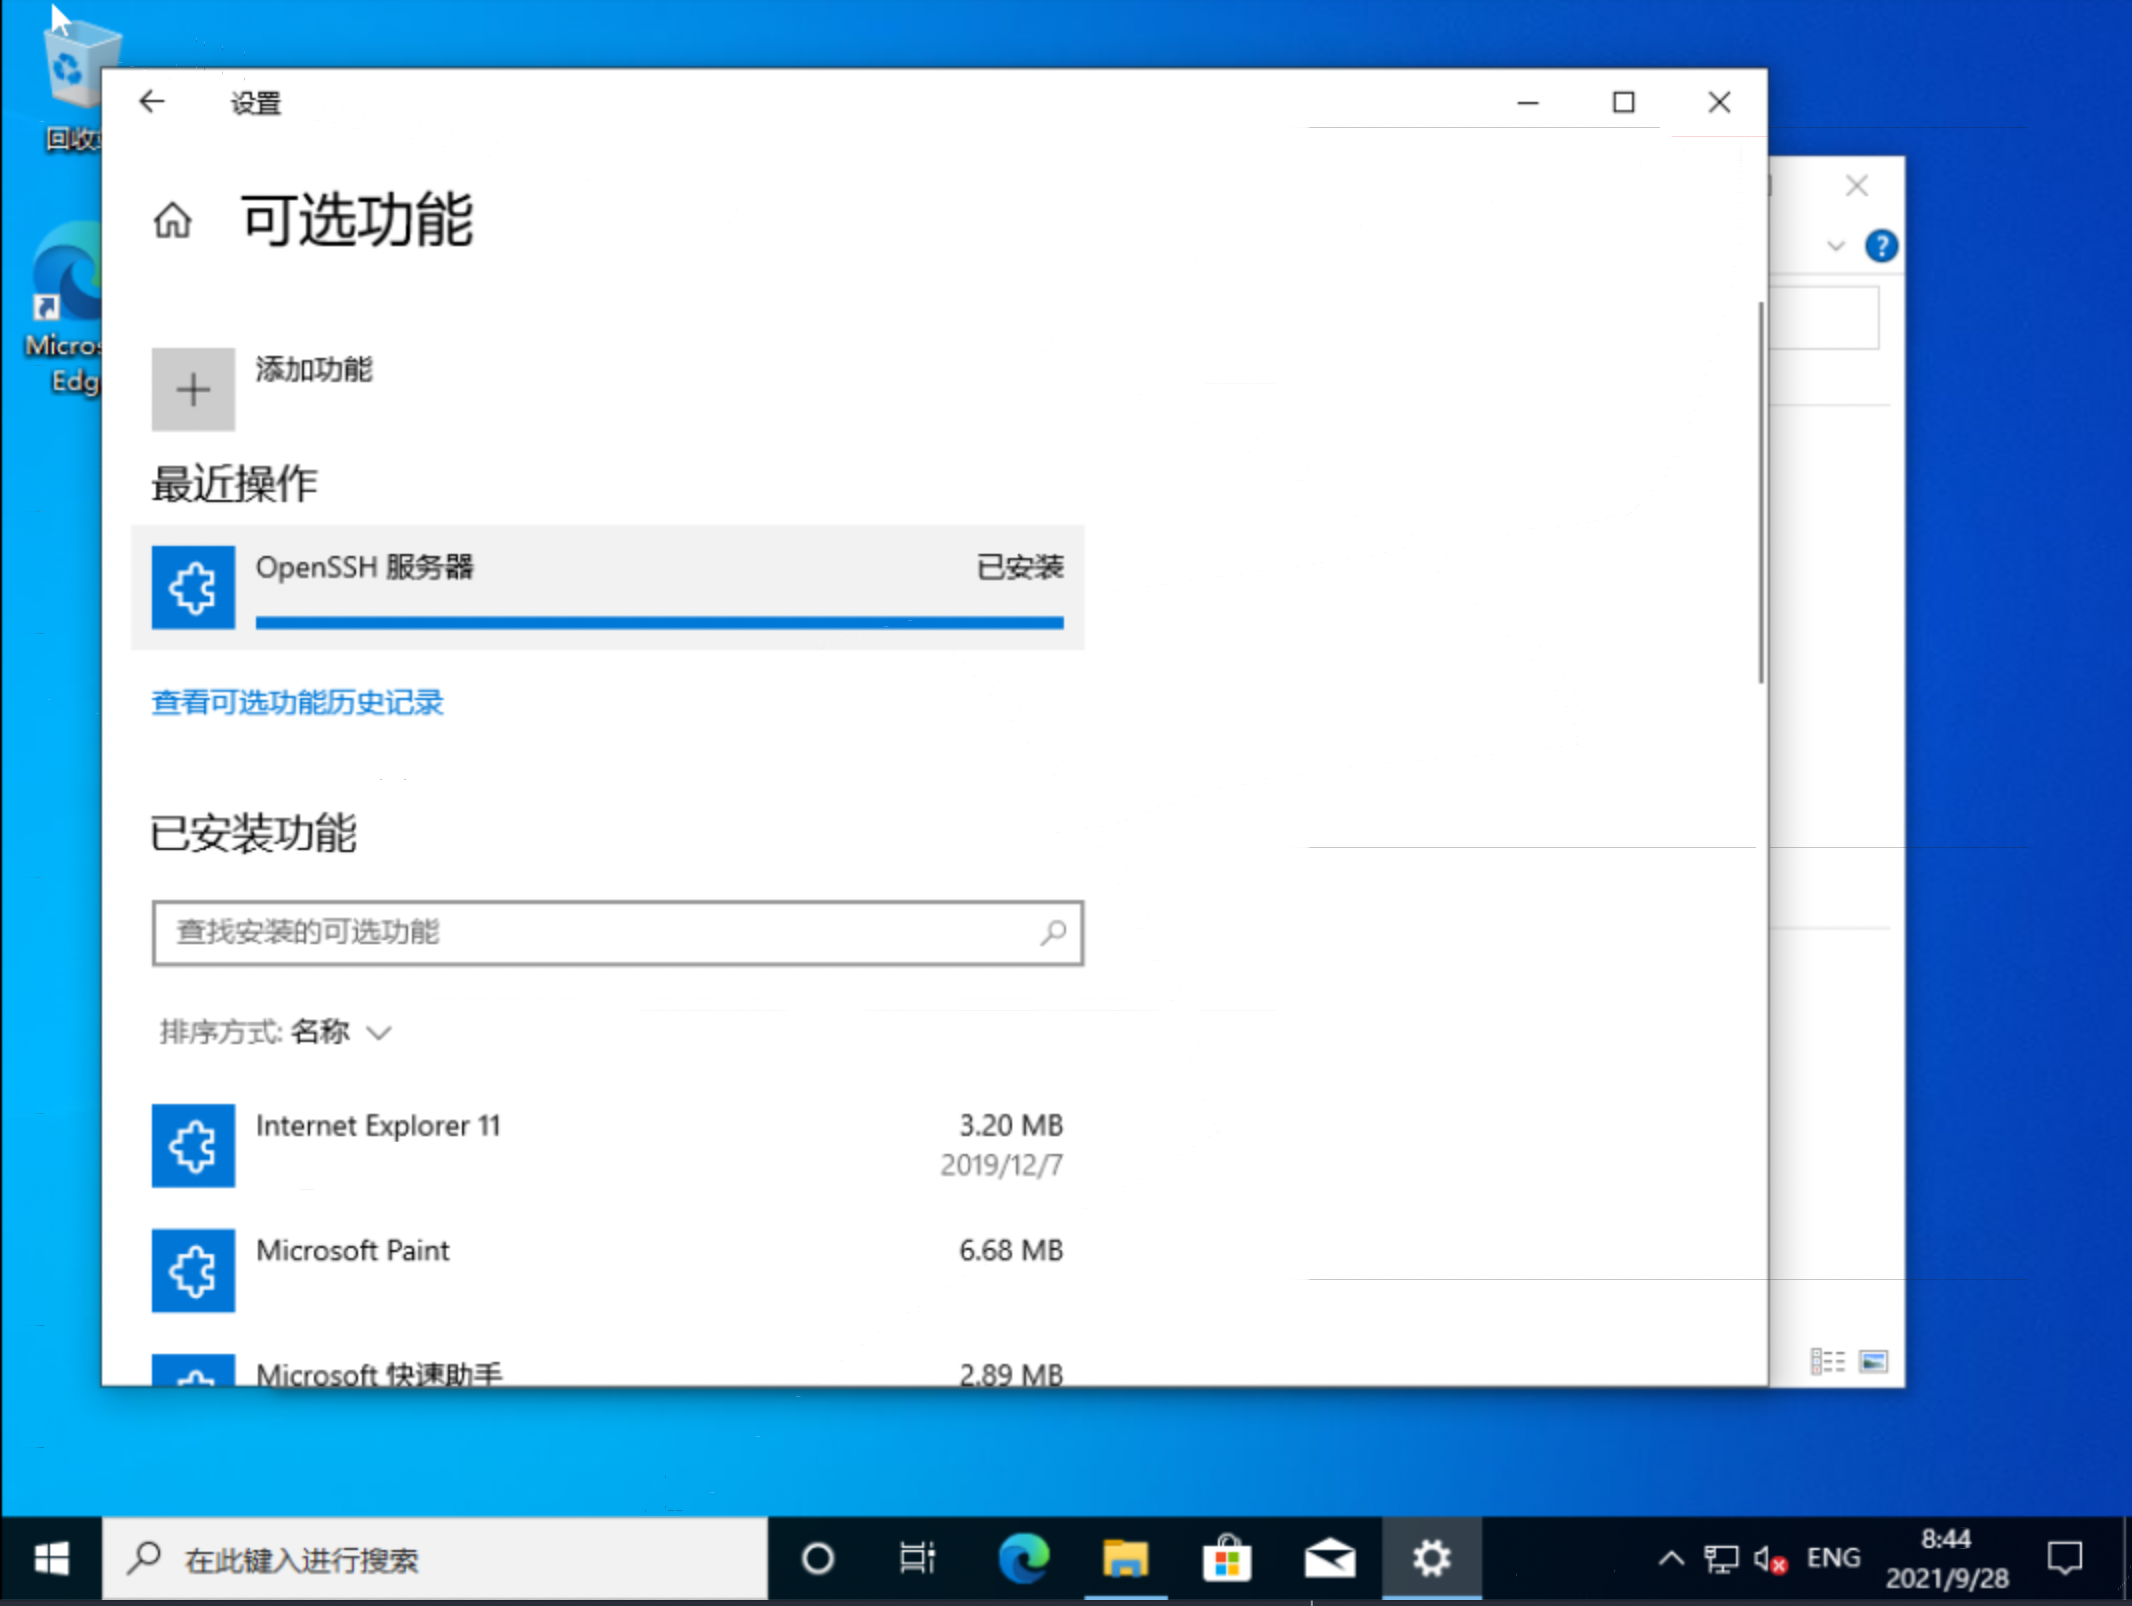 设置
回收
可选功能
Micros
Edg
添加功能
最近操作
OpenSSH 服务器 已安装
查看可选功能历史记录
已安装功能
查找安装的可选功能
排序方式: 名称
Internet Explorer 11 3.20 MB
2019/12/7
Microsoft Paint 6.68 MB
Microsoft 快速助手 2.89 MB
在此键入进行搜索
ENG
8:44
2021/9/28